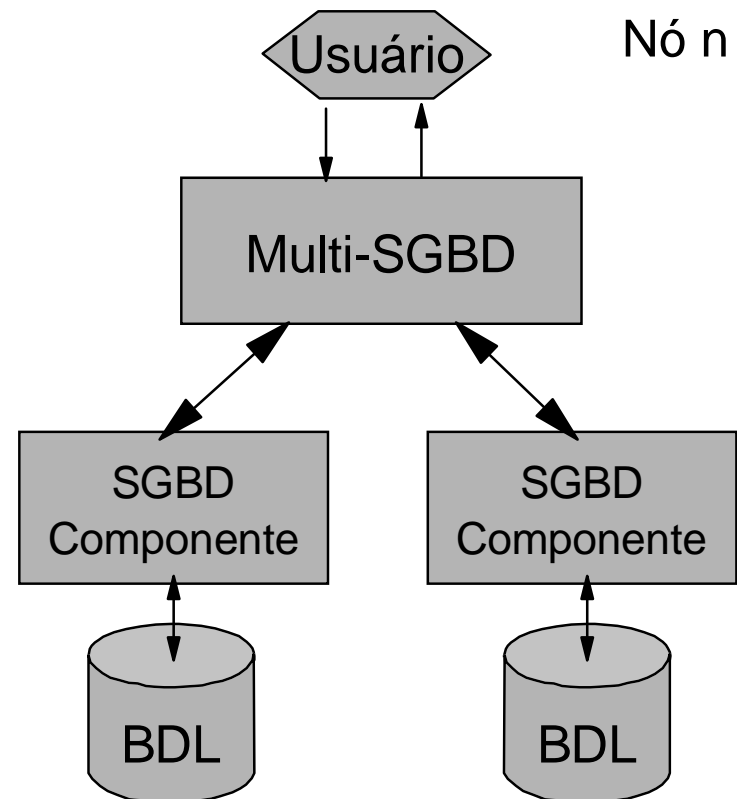 Usuário
Nó n
Multi-SGBD
SGBD
Componente
SGBD
Componente
BDL
BDL